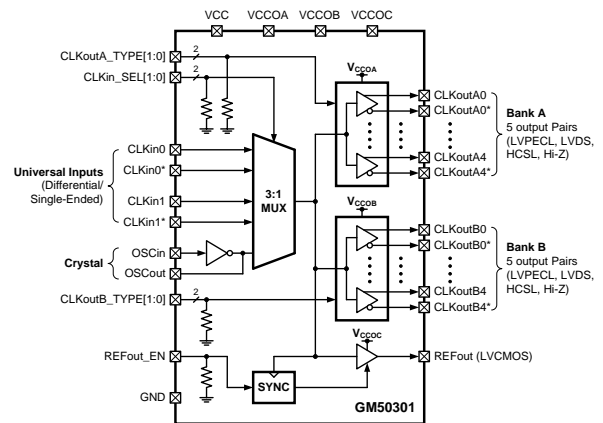 VCC VCCOA VCCOB VCCOC
CLKoutA_TYPE[1:0]
2
CLKin_SEL[1:0]
2
VCCOA
CLKoutA0
CLKoutA0*
CLKoutA4
CLKoutA4*
Bank A
5 output Pairs
(LVPECL, LVDS,
HCSL, Hi-Z)
Universal Inputs
(Differential/
Single-Ended)
CLKin0
CLKin0*
CLKin1
CLKin1*
3:1
MUX
Crystal
OSCin
OSCout
VCCOB
CLKoutB0
CLKoutB0*
CLKoutB4
CLKoutB4*
Bank B
5 output Pairs
(LVPECL, LVDS,
HCSL, Hi-Z)
CLKoutB_TYPE[1:0]
2
VCCOC
REFout_EN
SYNC
REFout (LVCMOS)
GND
GM50301